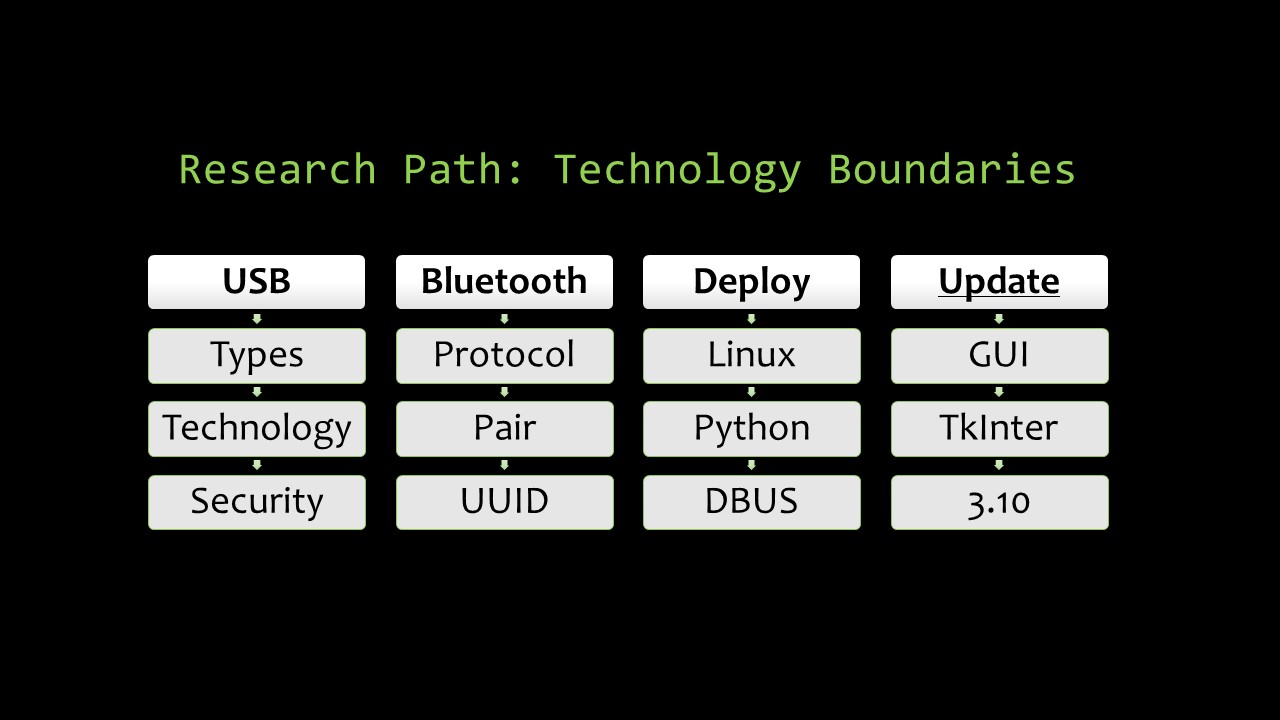 Research Path: Technology Boundaries
USB
Types
Technology
Security
Bluetooth
Protocol
Pair
UUID
Deploy
Linux
Python
DBUS
Update
GUI
TkInter
3.10